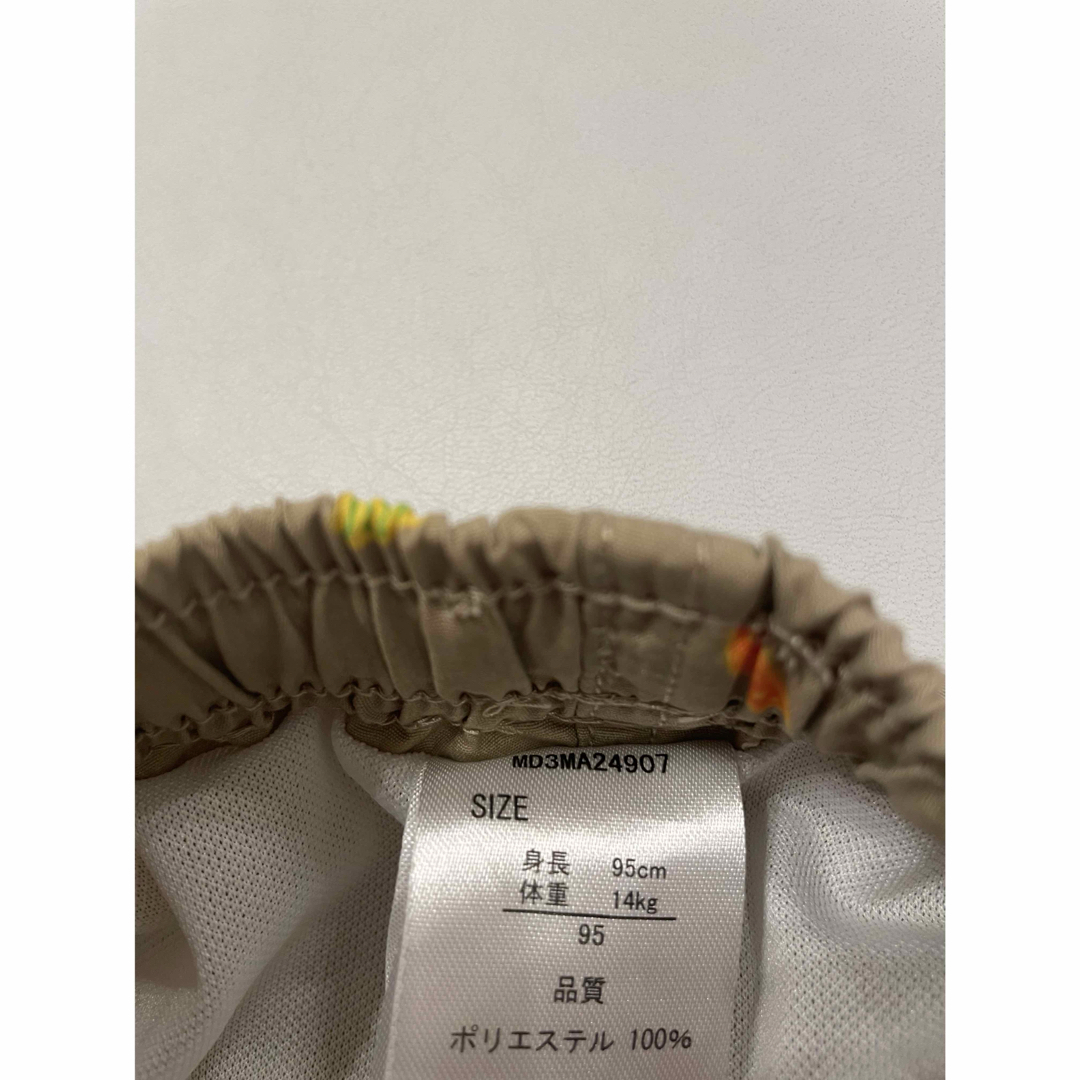 MD3MA24907
SIZE
身長 95cm
体重 14kg
95
品質
ポリエステル 100%